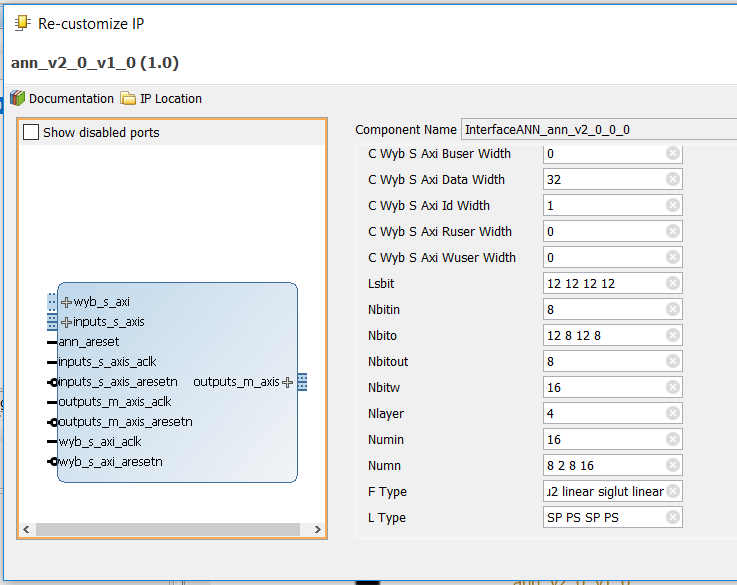 Re-customize IP
ann_v2_0_v1_0 (1.0)
Documentation IP Location
Show disabled ports
Component Name InterfaceANN_ann_v2_0_0_0
C Wyb S Axi Buser Width 0
C Wyb S Axi Data Width 32
C Wyb S Axi Id Width 1
C Wyb S Axi Ruser Width 0
C Wyb S Axi Wuser Width 0
Lsbit 12 12 12 12
Nbitin 8
Nbito 12 8 12 8
Nbitout 8
Nbitw 16
Nlayer 4
Numin 16
Numn 8 2 8 16
F Type linear siglut linear
L Type SP PS SP PS
wyb_s_axi
inputs_s_axis
ann_areset
inputs_s_axis_aclk
inputs_s_axis_aresetn outputs_m_axis
outputs_m_axis_aclk
outputs_m_axis_aresetn
wyb_s_axi_aclk
wyb_s_axi_aresetn